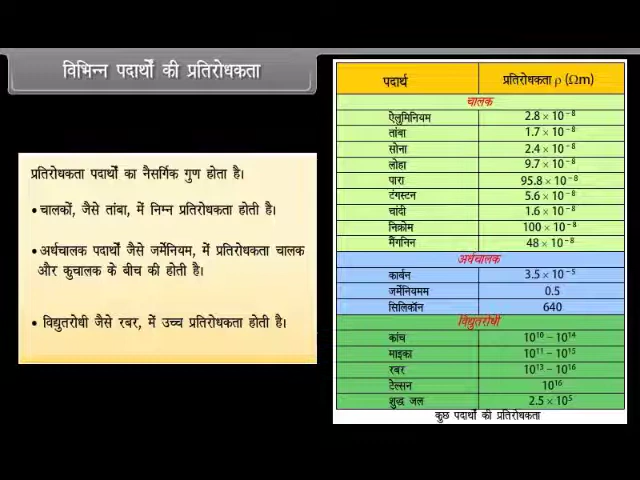 विभिन्न पदार्थों की प्रतिरोधकता
प्रतिरोधकता पदार्थों का नैसर्गिक गुण होता है।
•चालकों, जैसे तांबा, में निम्न प्रतिरोधकता होती है।
•अर्धचालक पदार्थों जैसे जर्मेनियम, में प्रतिरोधकता चालक
और कुचालक के बीच की होती है।
•विद्युतरोधी जैसे रबर, में उच्च प्रतिरोधकता होती है।
पदार्थ प्रतिरोधकता ρ (Ωm)
चालक
ऐलुमिनियम 2.8 × 10⁻⁸
तांबा 1.7 × 10⁻⁸
सोना 2.4 × 10⁻⁸
लोहा 9.7 × 10⁻⁸
पारा 95.8 × 10⁻⁸
टंगस्टन 5.6 × 10⁻⁸
चांदी 1.6 × 10⁻⁸
निक्रोम 100 × 10⁻⁸
मैंगनिन 48 × 10⁻⁸
अर्धचालक
कार्बन 3.5 × 10⁻⁵
जर्मेनियमम 0.5
सिलिकॉन 640
विद्युतरोधी
कांच 10¹⁰ – 10¹⁴
माइका 10¹¹ – 10¹⁵
रबर 10¹³ – 10¹⁶
टेल्सन 10¹⁶
शुद्ध जल 2.5 × 10⁵
कुछ पदार्थों की प्रतिरोधकता